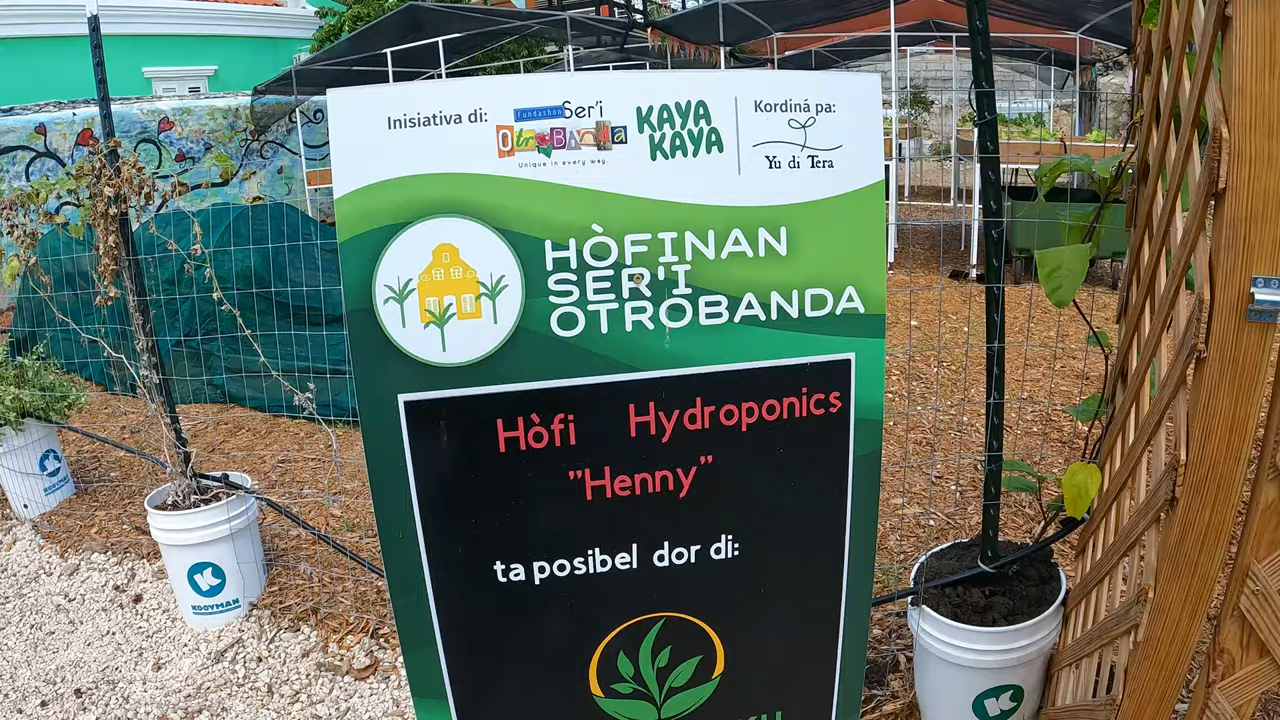 Inisiativa di:
Fundashon Ser'i
Otrobanda
Unique in every way.
KAYA
KAYA
Kordiná pa:
Yu di Tera
HÒFINAN
SER'I
OTROBANDA
Hòfi Hydroponics
"Henny"
ta posibel dor di:
KOOYMAN
KOOYMAN